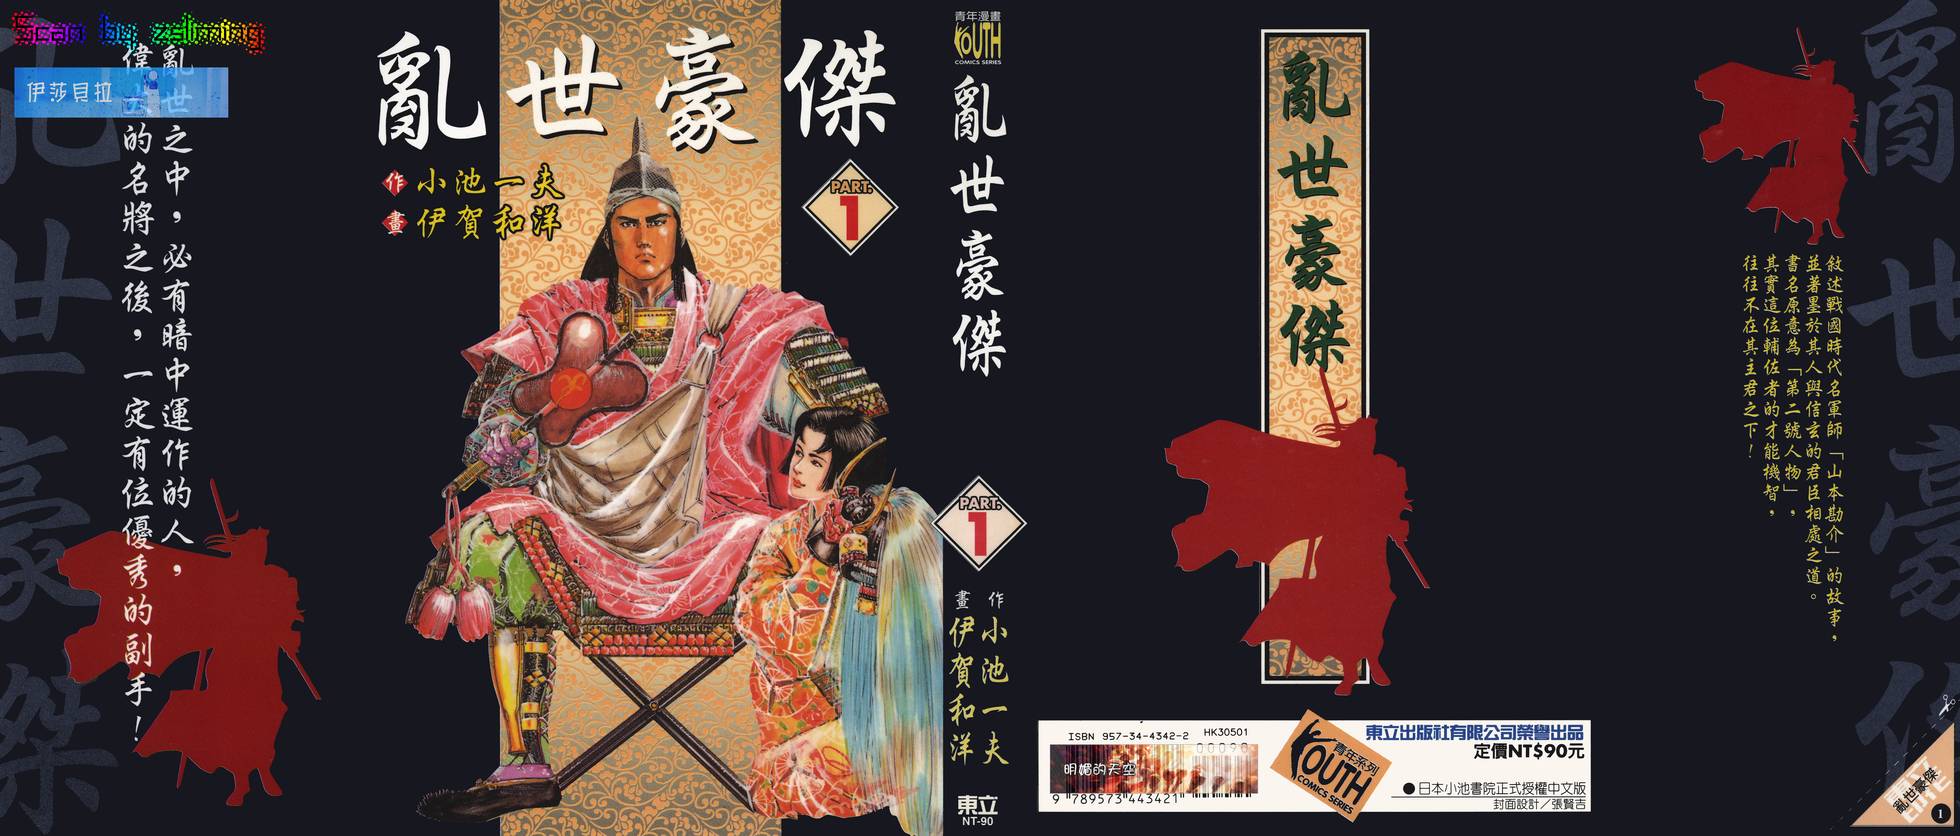 Scan by zelming
伊莎貝拉
亂世之中，必有暗中運作的人，
偉大的名將之後，一定有位優秀的副手！
亂世豪傑
亂世豪傑
作 小池一夫
畫 伊賀和洋
PART.
1
青年漫畫
YOUTH
COMICS SERIES
亂世豪傑
PART.
1
作 小池一夫
畫 伊賀和洋
東立
NT-90
亂世豪傑
ISBN 957-34-4342-2
HK30501
00090
明媚的天空
9 789573 443421
青年系列
YOUTH
COMICS SERIES
東立出版社有限公司榮譽出品
定價NT$90元
●日本小池書院正式授權中文版
封面設計／張賢吉
敘述戰國時代名軍師「山本勘介」的故事，
並著墨於其人與信玄的君臣相處之道。
書名原意為「第二號人物」，
其實這位輔佐者的才能機智，
往往不在其主君之下！
亂世豪傑
亂世豪傑
1